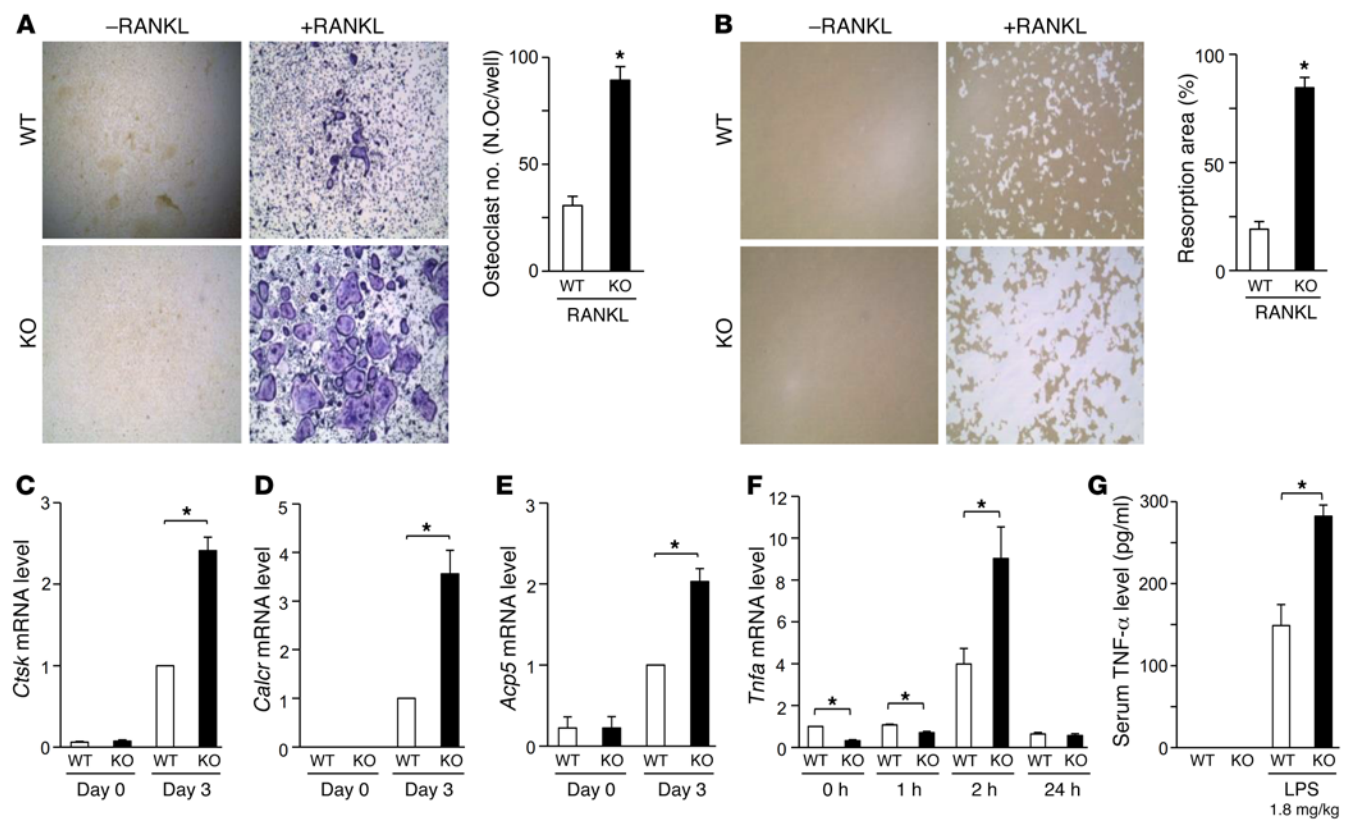 A
–RANKL
+RANKL
WT
KO
Osteoclast no. (N.Oc/well)
100
50
0
*
WT KO
RANKL
B
–RANKL
+RANKL
WT
KO
Resorption area (%)
100
50
0
*
WT KO
RANKL
C
Ctsk mRNA level
3
2
1
0
*
WT KO WT KO
Day 0 Day 3
D
Calcr mRNA level
5
4
3
2
1
0
*
WT KO WT KO
Day 0 Day 3
E
Acp5 mRNA level
3
2
1
0
*
WT KO WT KO
Day 0 Day 3
F
Tnfa mRNA level
12
10
8
6
4
2
0
*
*
*
WT KO WT KO WT KO WT KO
0 h 1 h 2 h 24 h
G
Serum TNF-α level (pg/ml)
300
200
100
0
*
WT KO WT KO
LPS
1.8 mg/kg